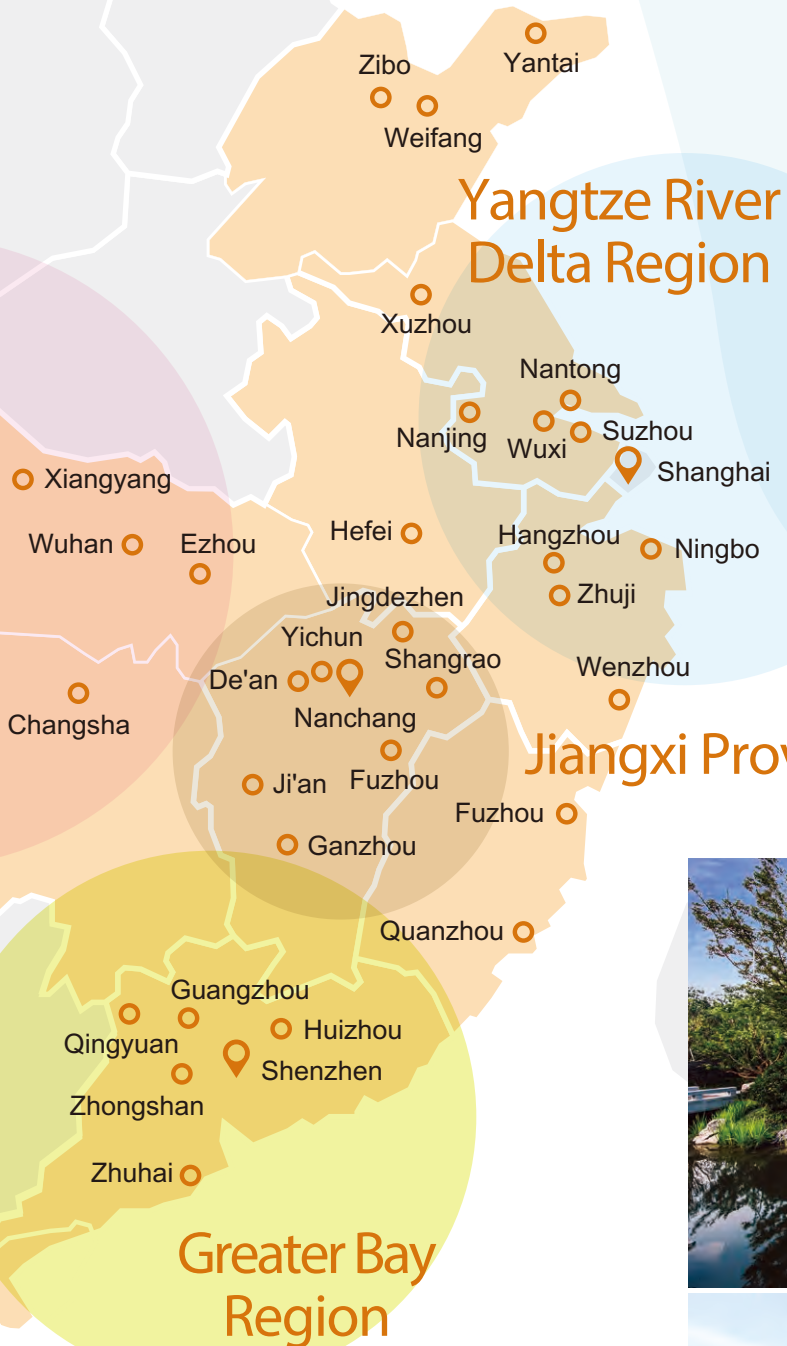 Yantai
Zibo
Weifang
Yangtze River
Delta Region
Xuzhou
Nantong
Nanjing
Wuxi
Suzhou
Shanghai
Xiangyang
Wuhan
Ezhou
Hefei
Hangzhou
Ningbo
Zhuji
Jingdezhen
Yichun
Shangrao
De'an
Wenzhou
Nanchang
Changsha
Jiangxi Prov
Ji'an
Fuzhou
Fuzhou
Ganzhou
Quanzhou
Guangzhou
Huizhou
Qingyuan
Shenzhen
Zhongshan
Zhuhai
Greater Bay
Region